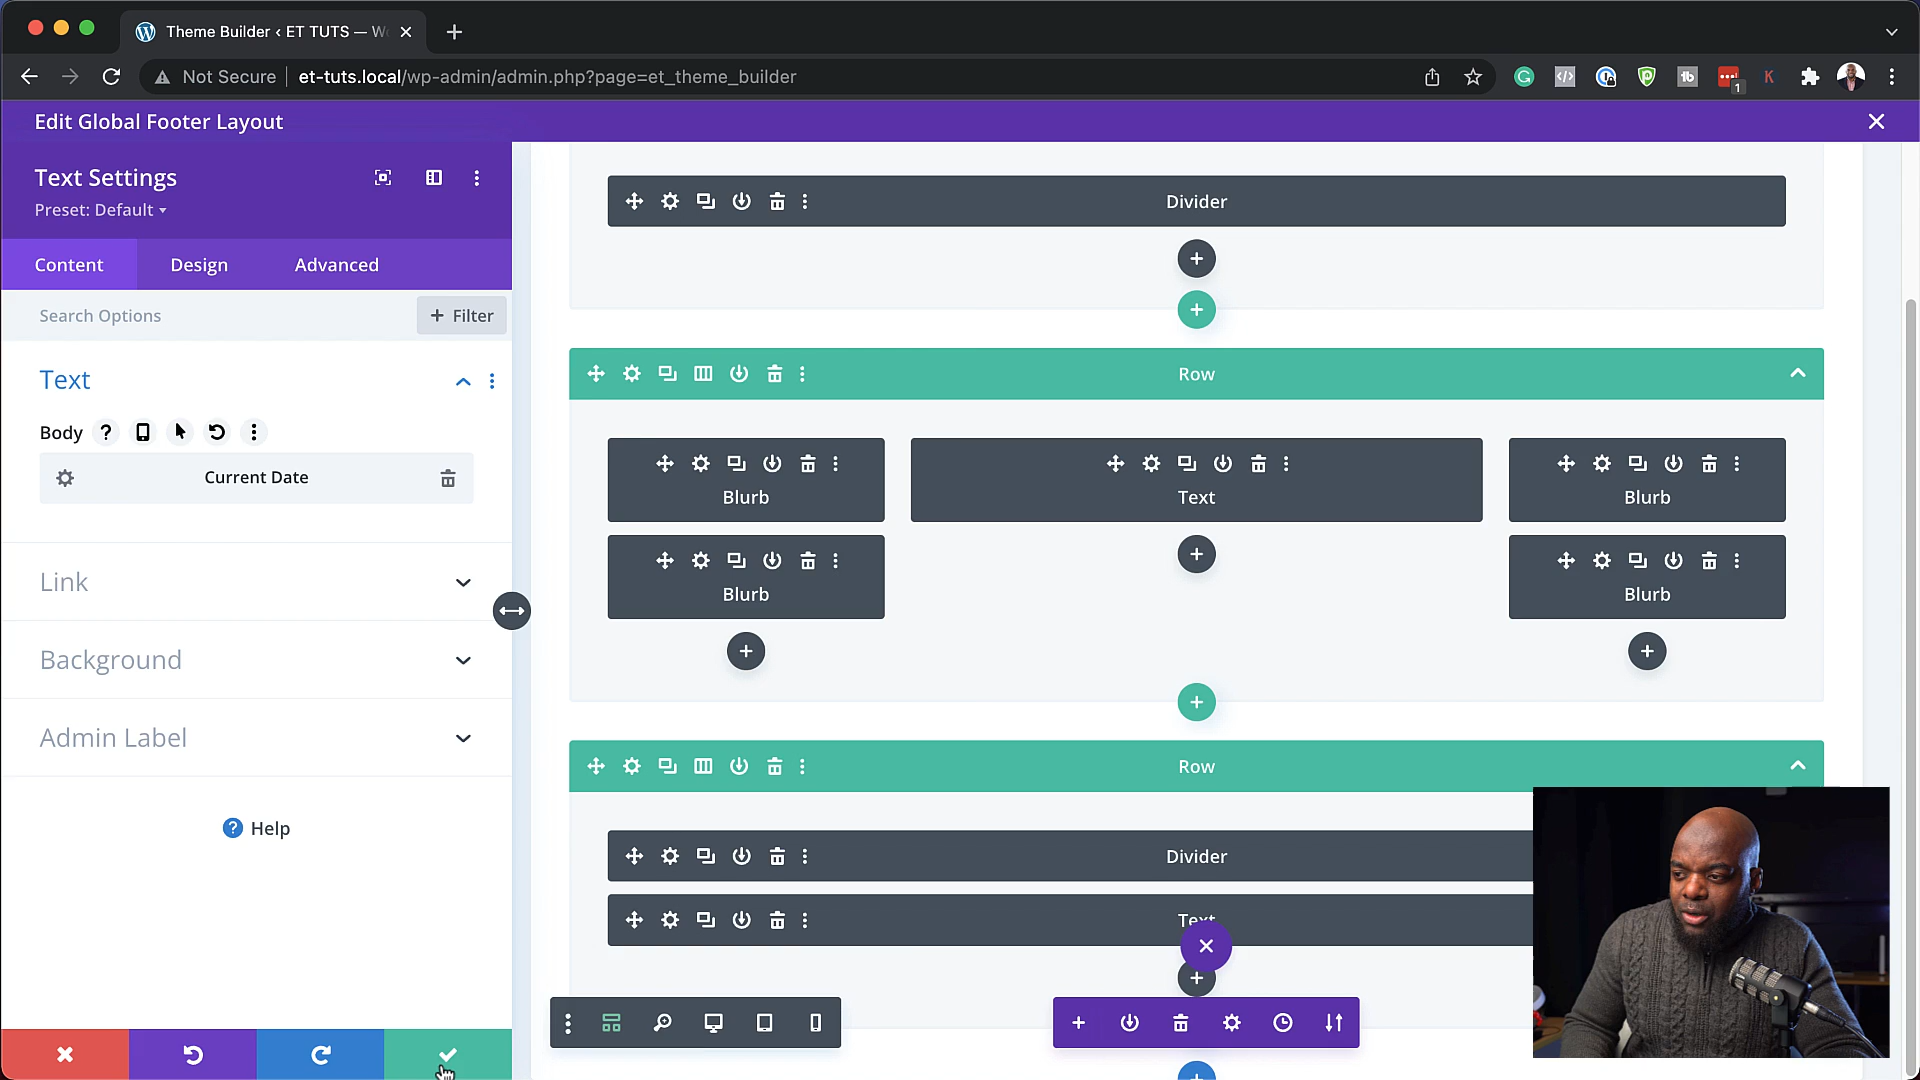 Theme Builder ‹ ET TUTS — W
Not Secure
et-tuts.local/wp-admin/admin.php?page=et_theme_builder
1
Edit Global Footer Layout
Text Settings
Preset: Default
Content
Design
Advanced
Search Options
+ Filter
Text
Body
Current Date
Link
Background
Admin Label
Help
Divider
Row
Blurb
Text
Blurb
Blurb
Blurb
Row
Divider
Text